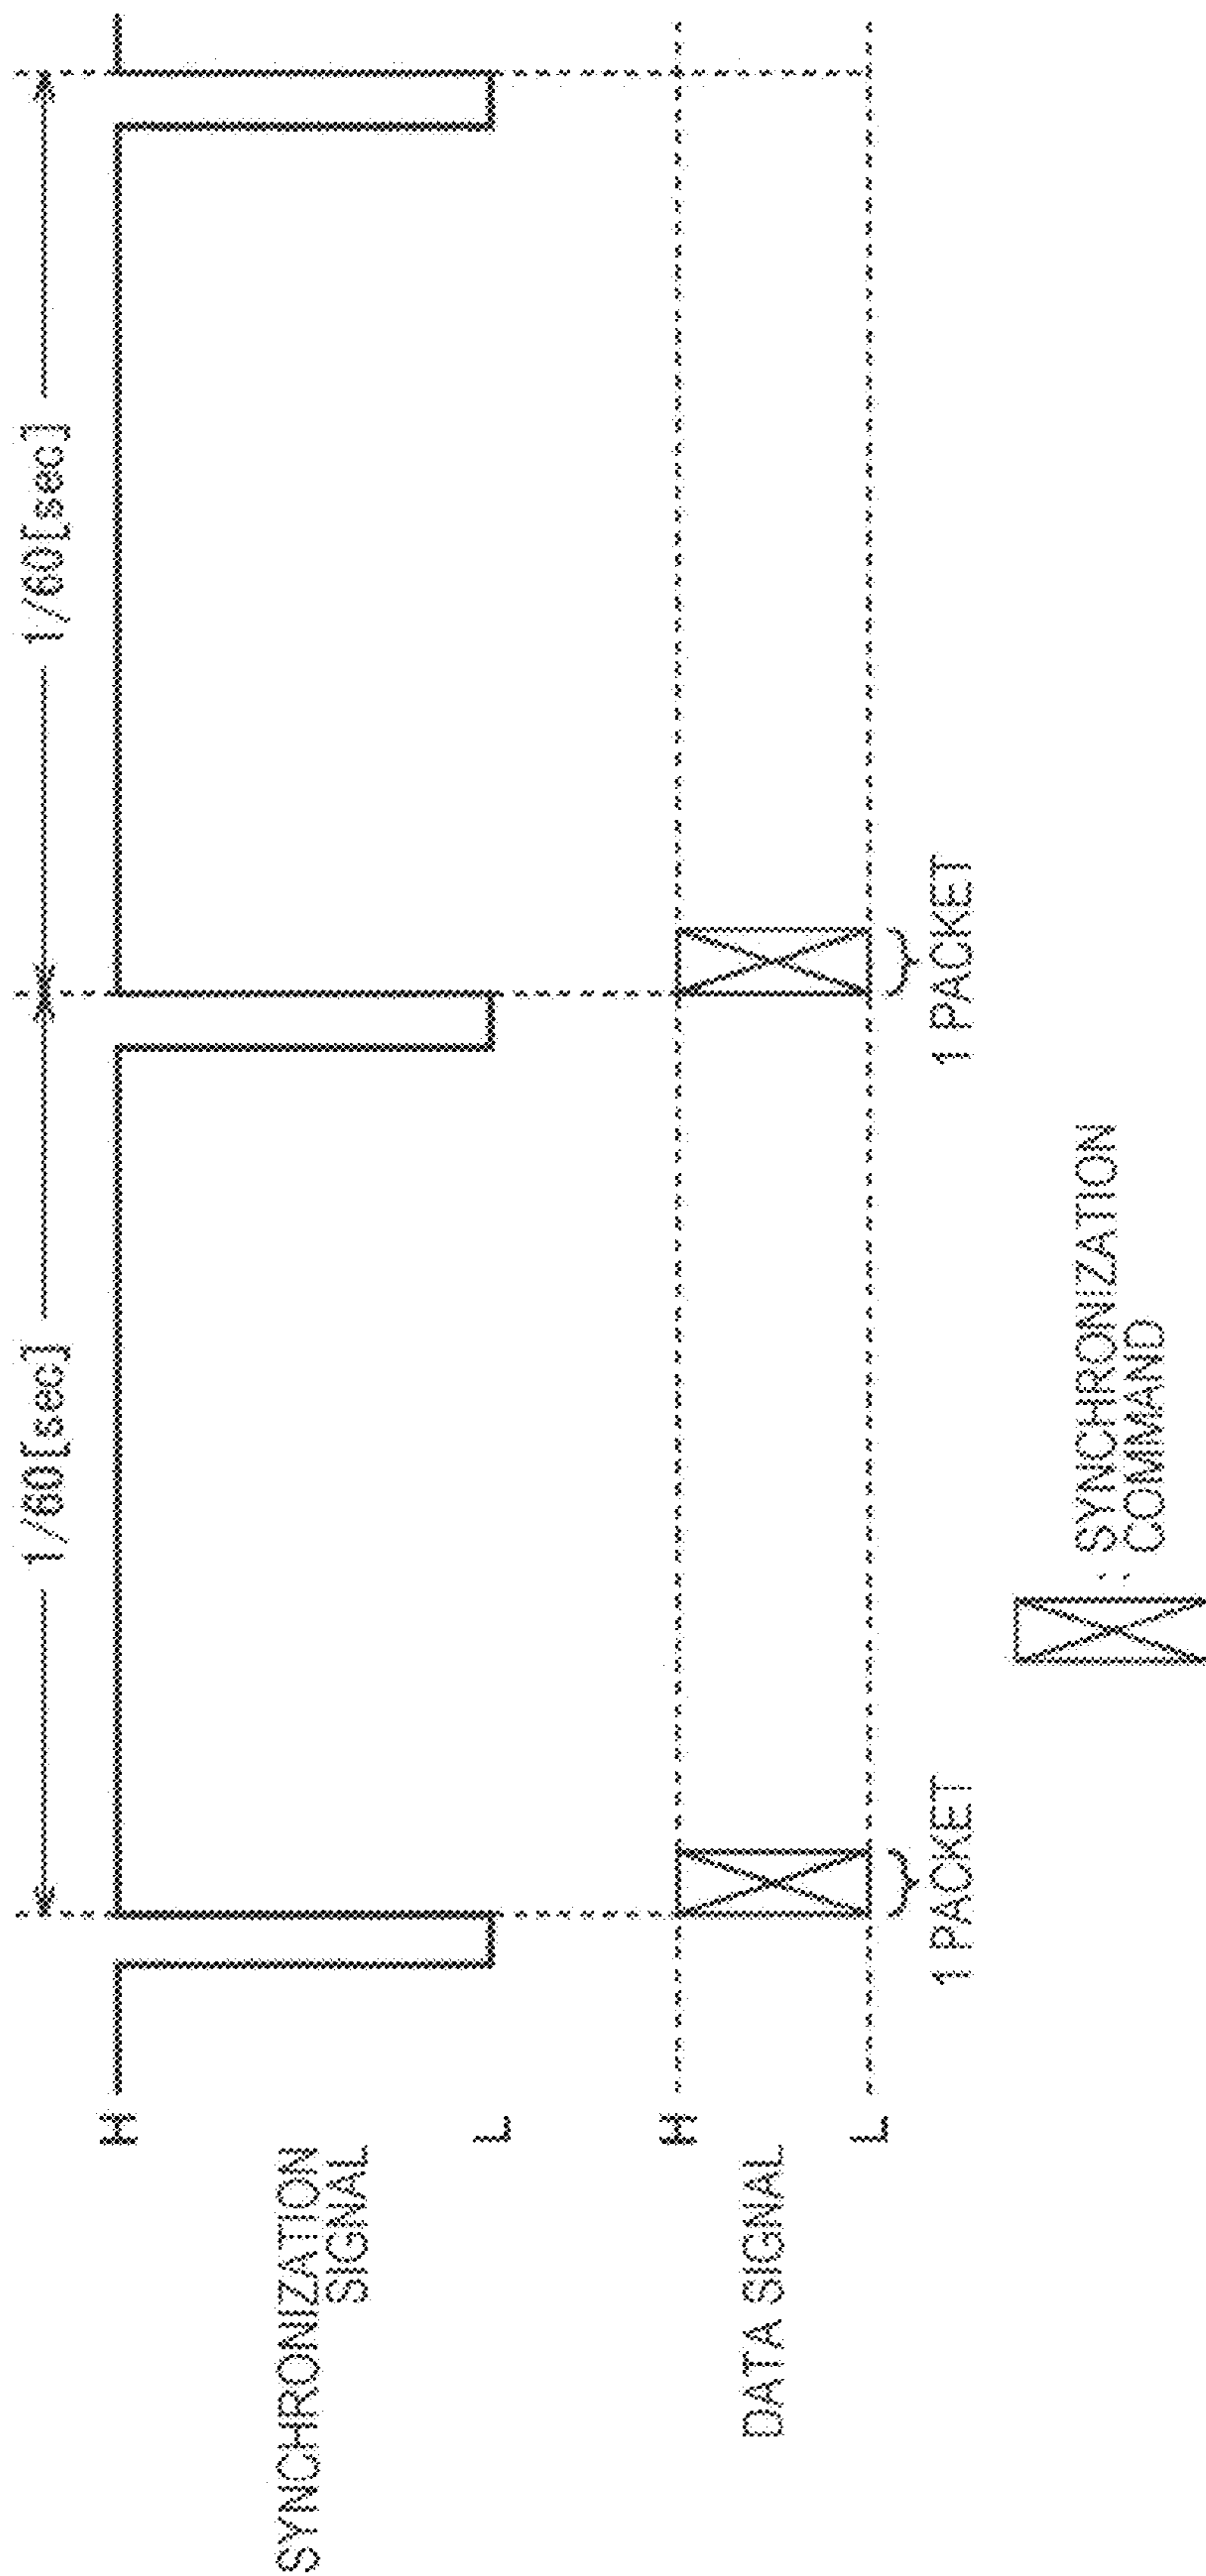 1/60[sec]
1/60[sec]
H
SYNCHRONIZATION
SIGNAL
L
H
DATA SIGNAL
L
1 PACKET
1 PACKET
: SYNCHRONIZATION
COMMAND